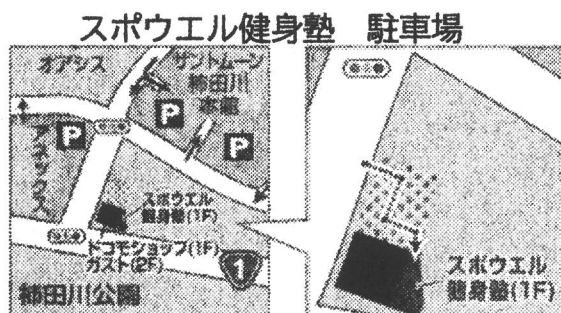 スポウエル健身塾 駐車場
オアシス
サントムーン
柿田川
本館
P
P
P
アネックス
スポウエル
健身塾(1F)
ドコモショップ(1F)
ガスト(2F)
1
柿田川公園
スポウエル
健身塾(1F)